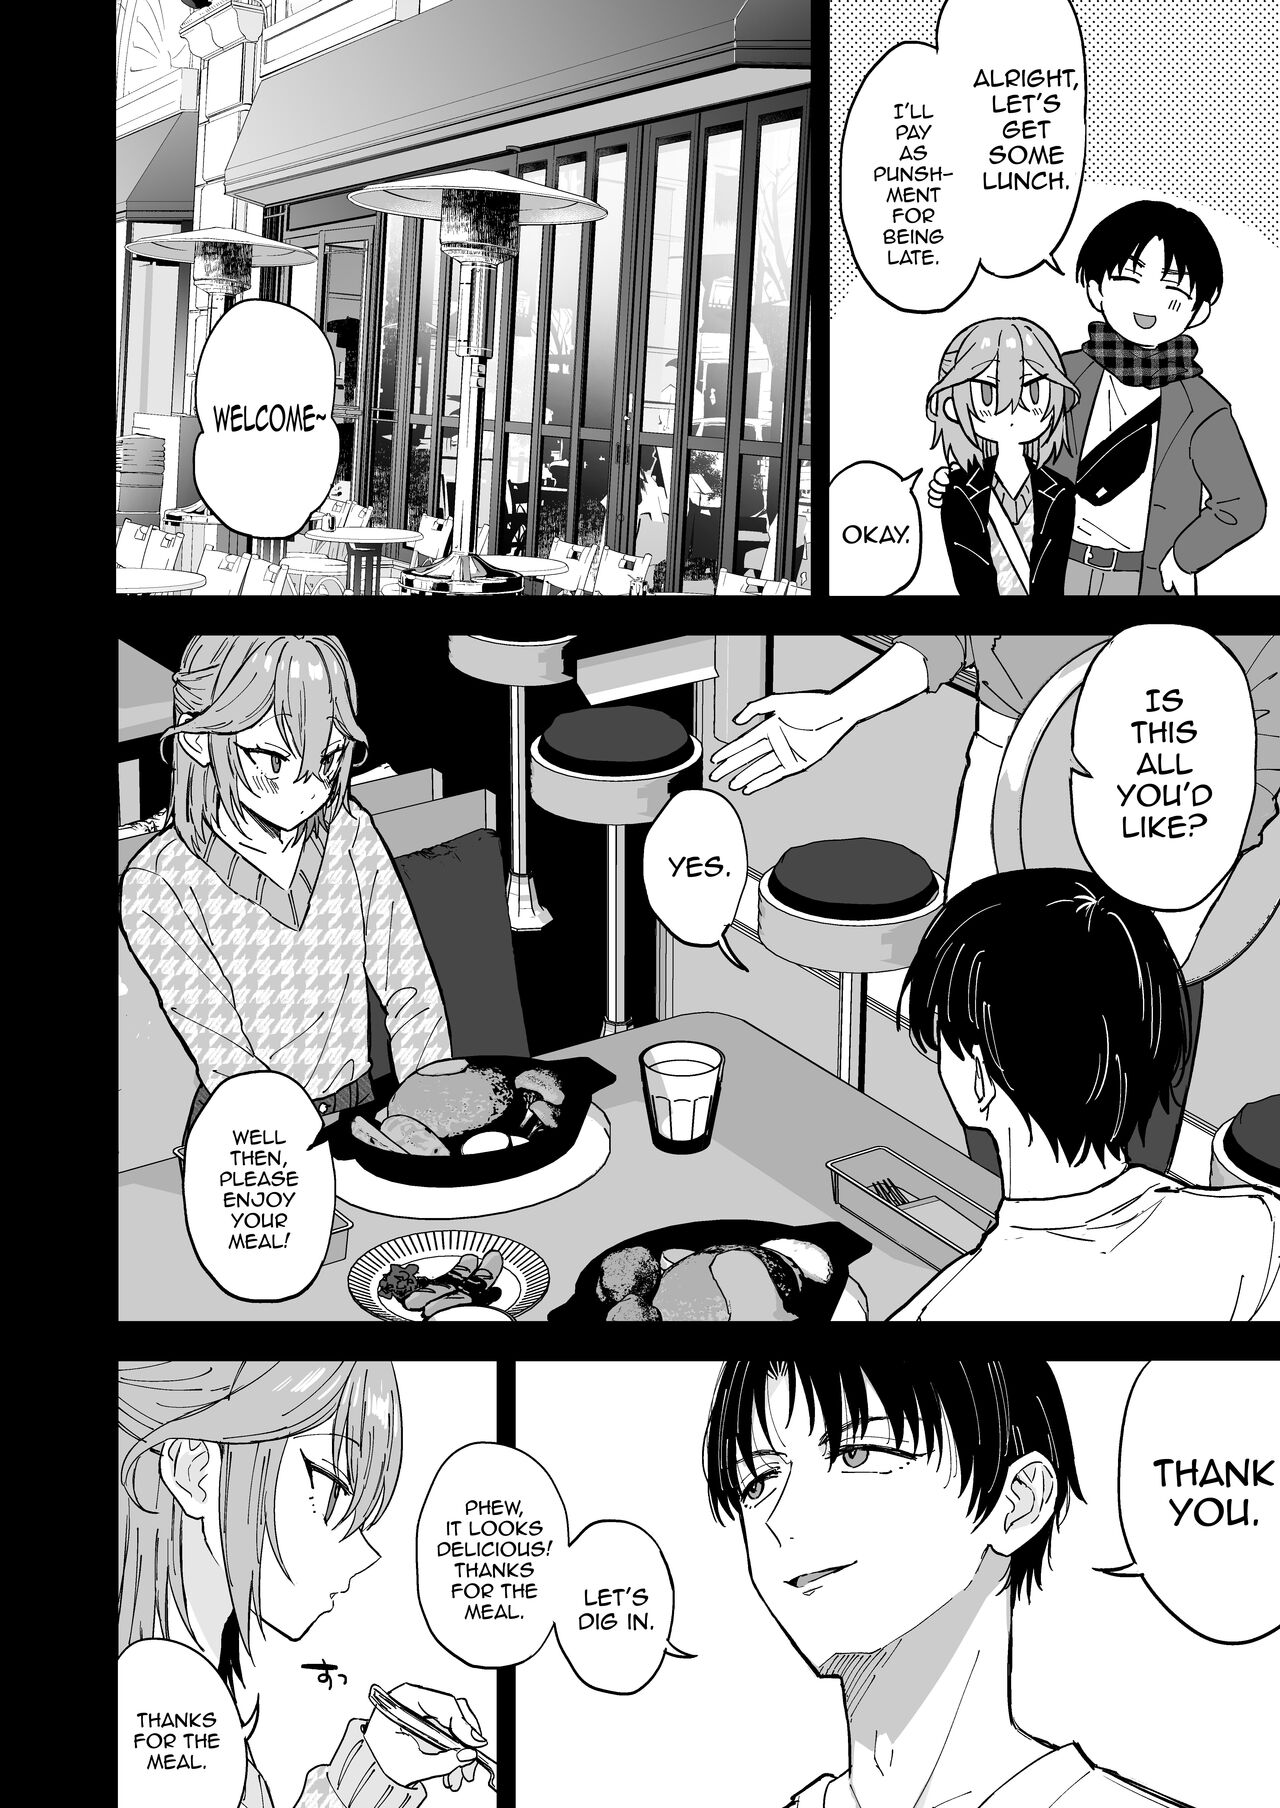 ALRIGHT,
LET'S
GET
SOME
LUNCH.
I'LL
PAY
AS
PUNSH-
MENT
FOR
BEING
LATE.
OKAY.
WELCOME~
IS
THIS
ALL
YOU'D
LIKE?
YES.
WELL
THEN,
PLEASE
ENJOY
YOUR
MEAL!
THANK
YOU.
LET'S
DIG IN.
PHEW,
IT LOOKS
DELICIOUS!
THANKS
FOR THE
MEAL.
すっ
THANKS
FOR THE
MEAL.